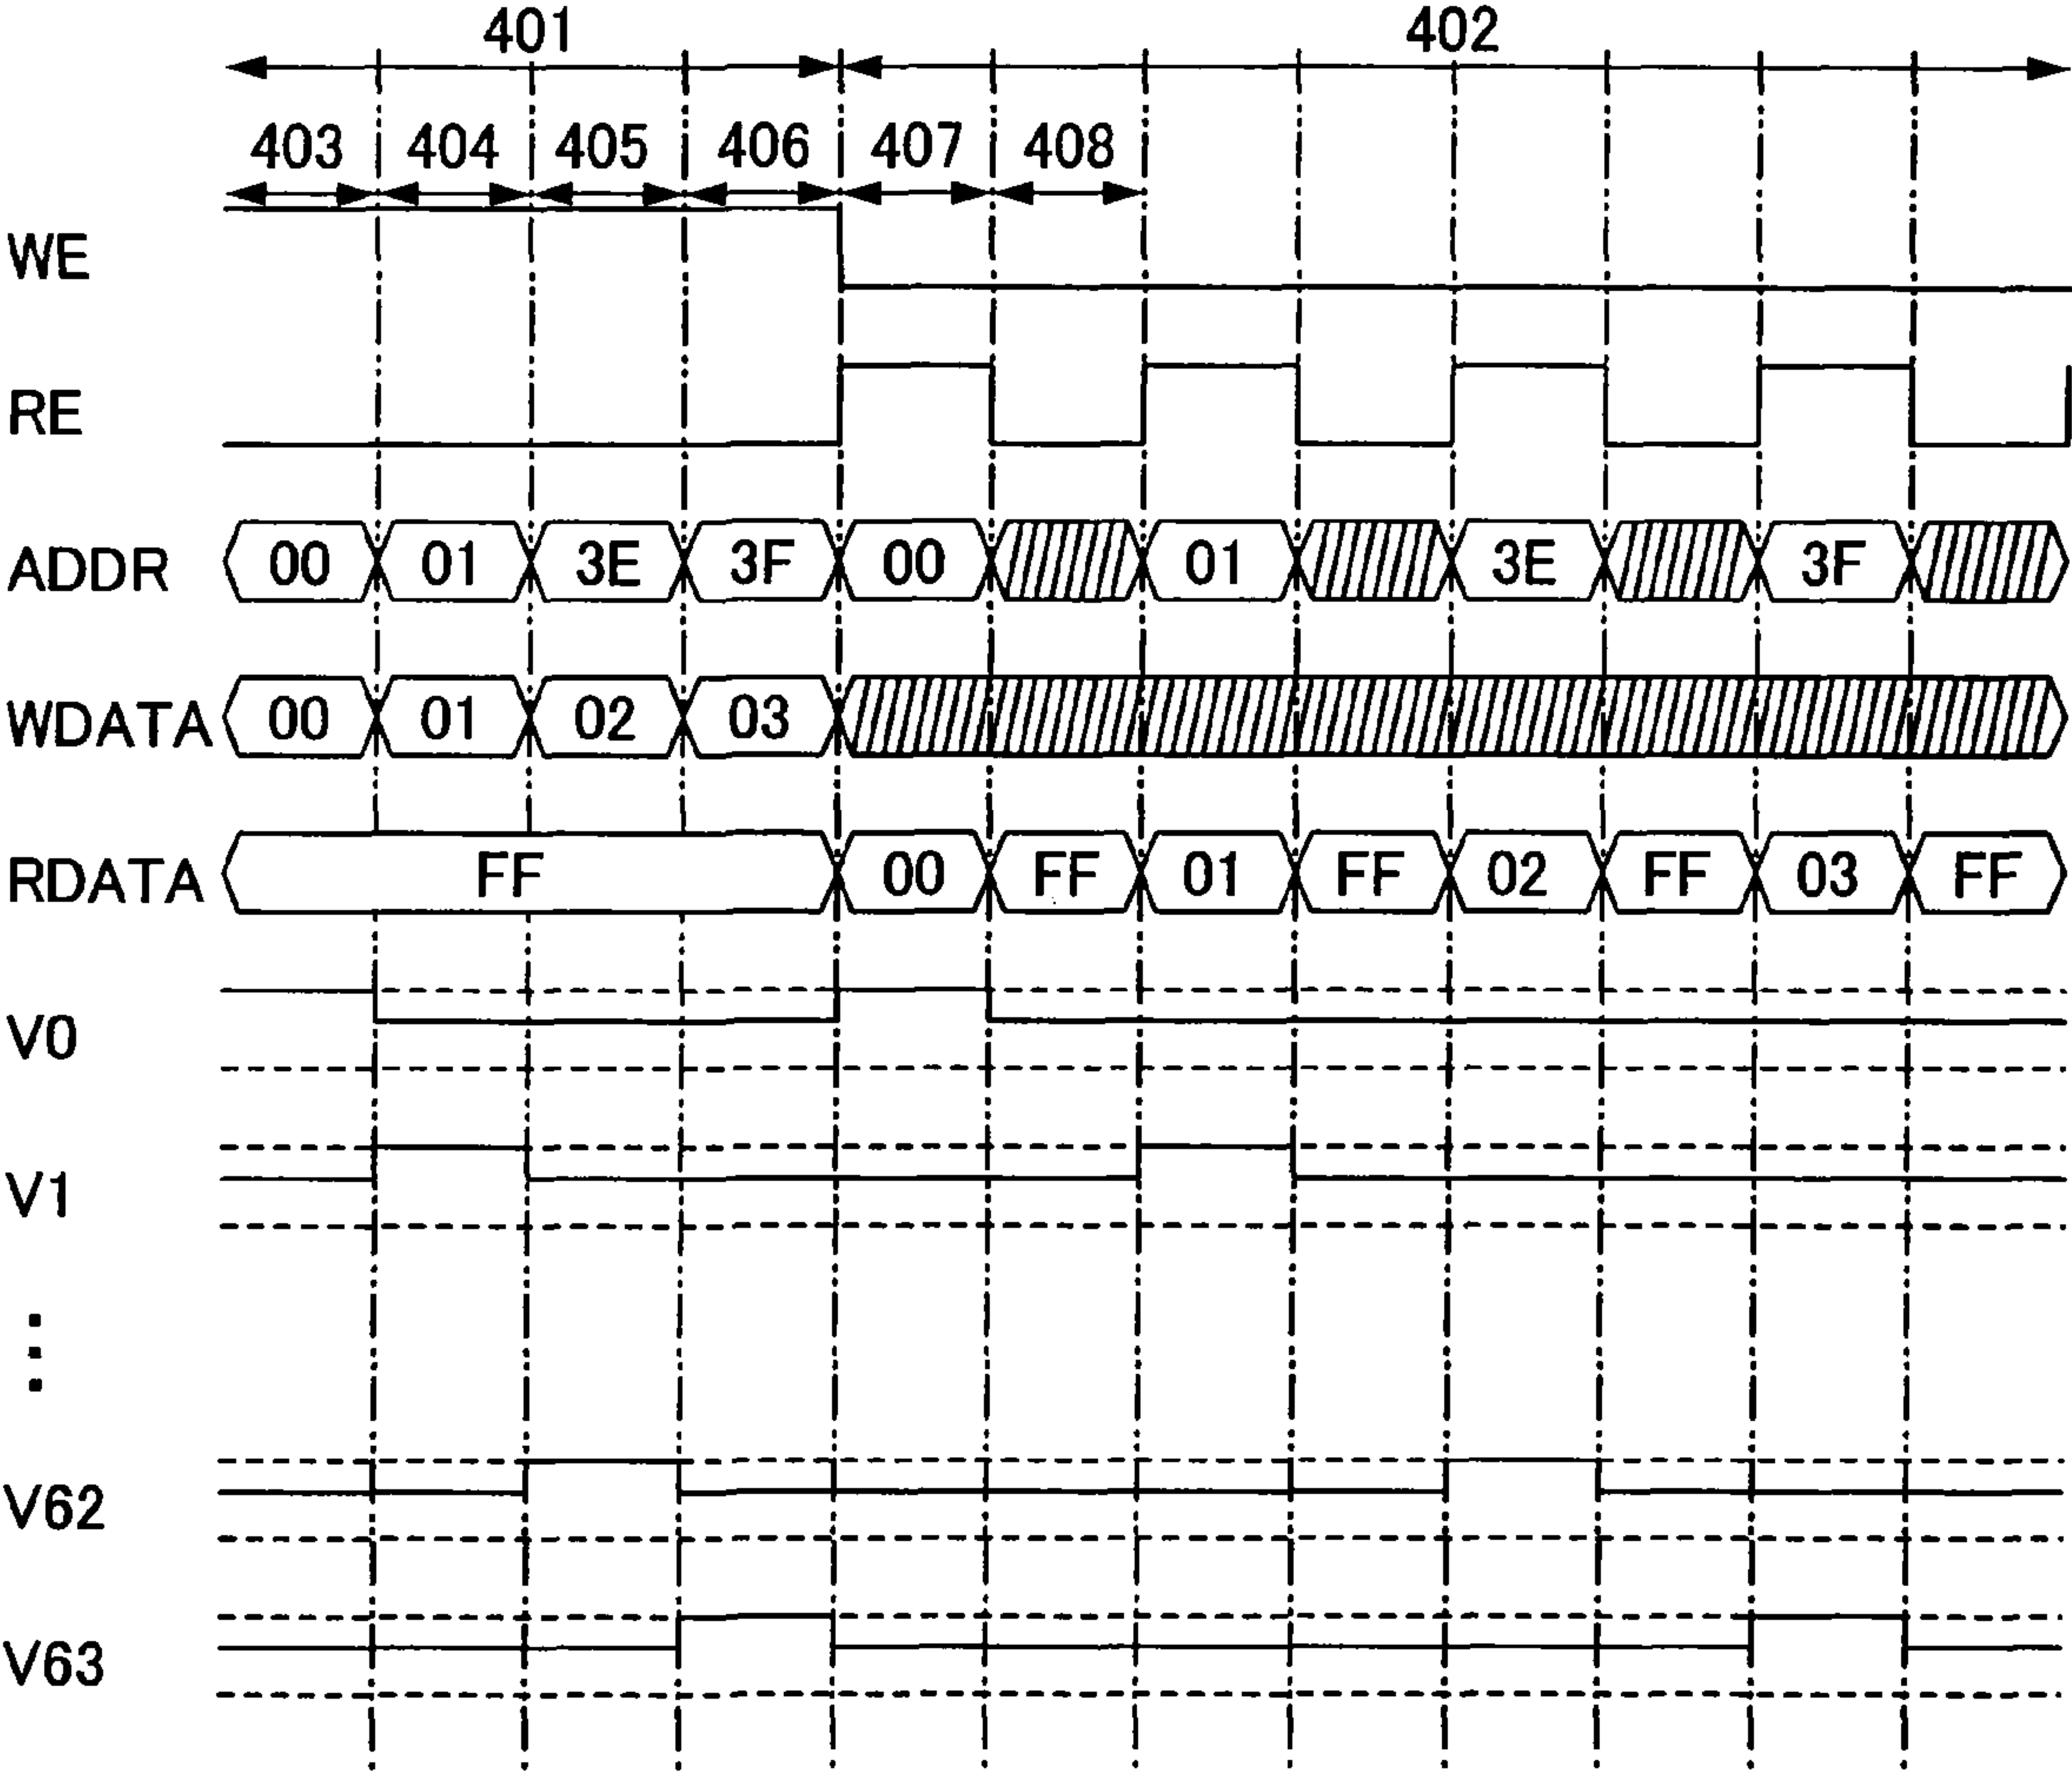 401 402
403 404 405 406 407 408
WE
RE
ADDR 00 01 3E 3F 00 01 3E 3F
WDATA 00 01 02 03
RDATA FF 00 FF 01 FF 02 FF 03 FF
V0
V1
V62
V63